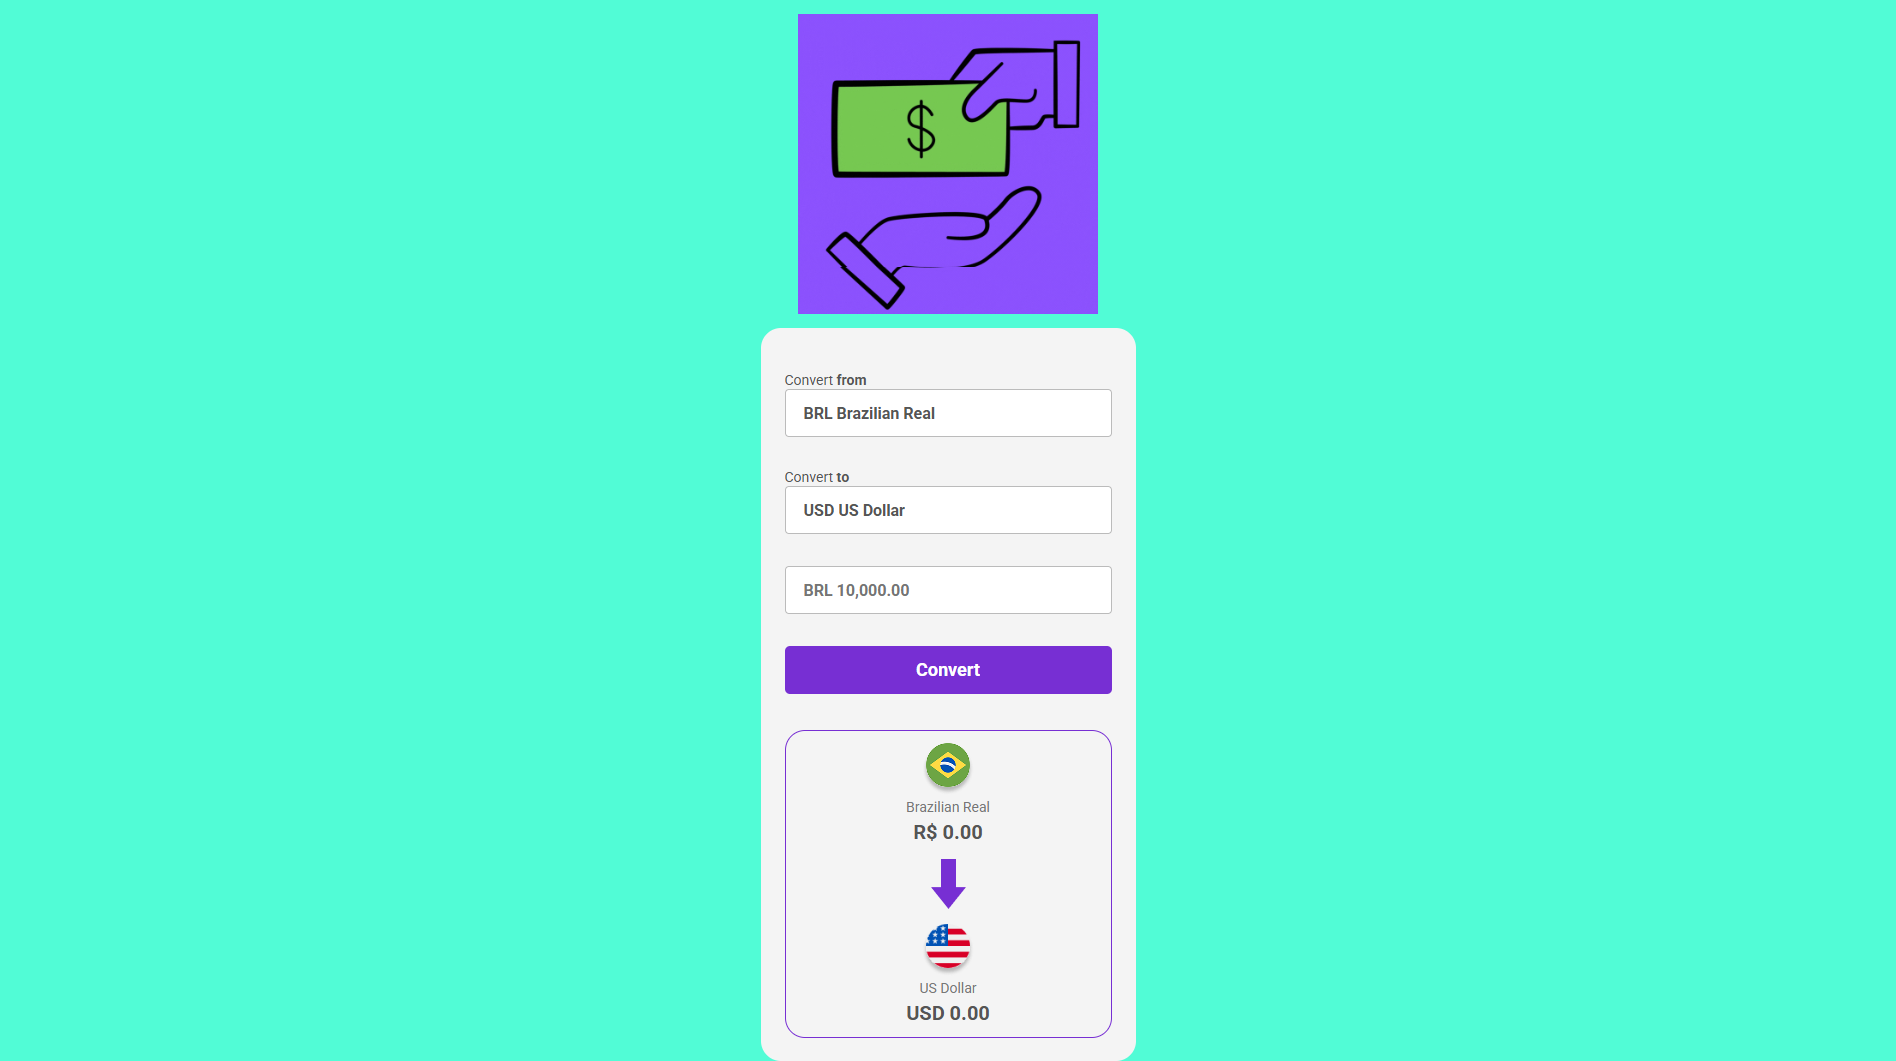 $
Convert from
BRL Brazilian Real
Convert to
USD US Dollar
BRL 10,000.00
Convert
Brazilian Real
R$ 0.00
US Dollar
USD 0.00